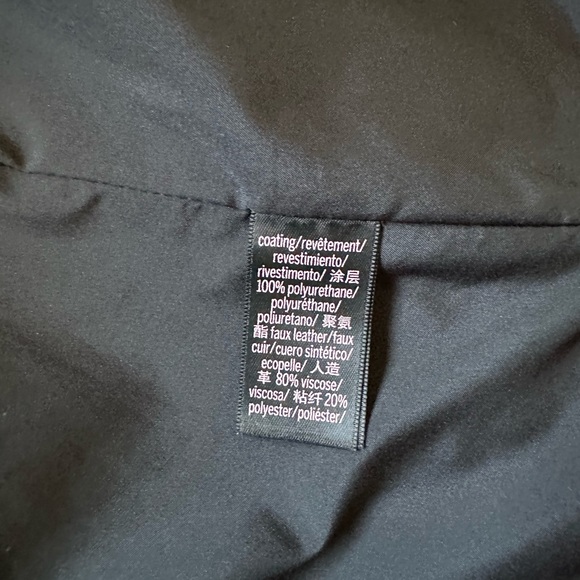 coating/revêtement/
revestimiento/
rivestimento/ 涂层
100% polyurethane/
polyuréthane/
poliuretano/ 聚氨
酯 faux leather/faux
cuir/cuero sintético/
ecopelle/ 人造
革 80% viscose/
viscosa/ 粘纤 20%
polyester/poliéster/